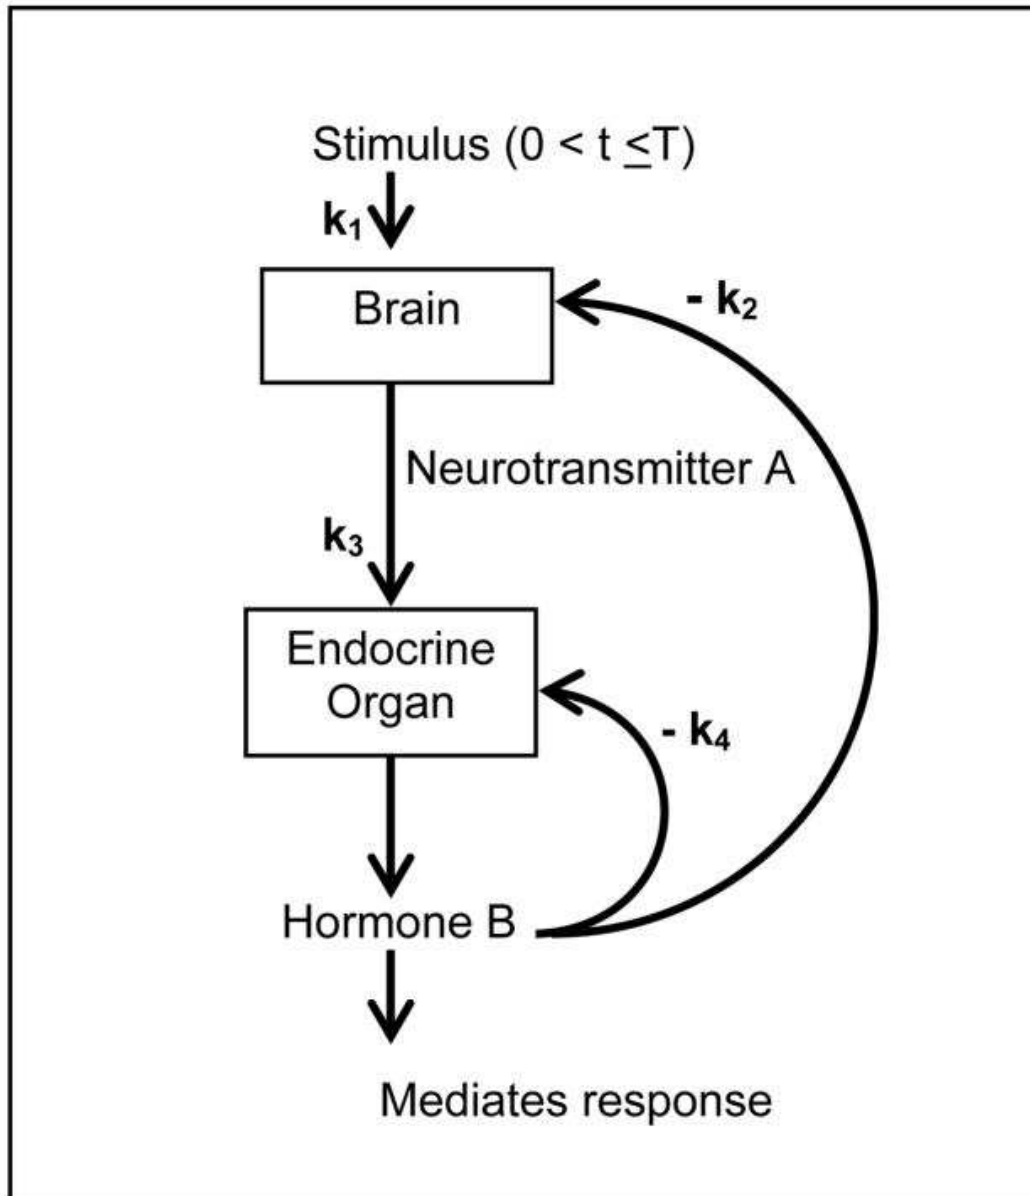 Stimulus (0 < t ≤T)
k₁
Brain
- k₂
Neurotransmitter A
k₃
Endocrine
Organ
- k₄
Hormone B
Mediates response